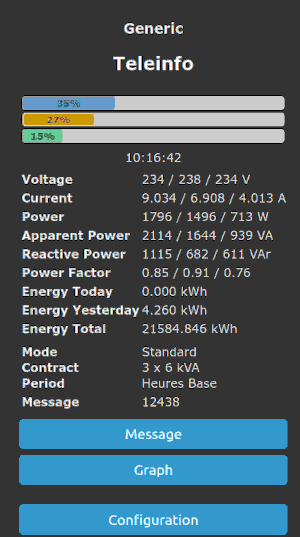 Generic
Teleinfo
35%
27%
15%
10:16:42
Voltage 234 / 238 / 234 V
Current 9.034 / 6.908 / 4.013 A
Power 1796 / 1496 / 713 W
Apparent Power 2114 / 1644 / 939 VA
Reactive Power 1115 / 682 / 611 VAr
Power Factor 0.85 / 0.91 / 0.76
Energy Today 0.000 kWh
Energy Yesterday 4.260 kWh
Energy Total 21584.846 kWh
Mode Standard
Contract 3 x 6 kVA
Period Heures Base
Message 12438
Message
Graph
Configuration